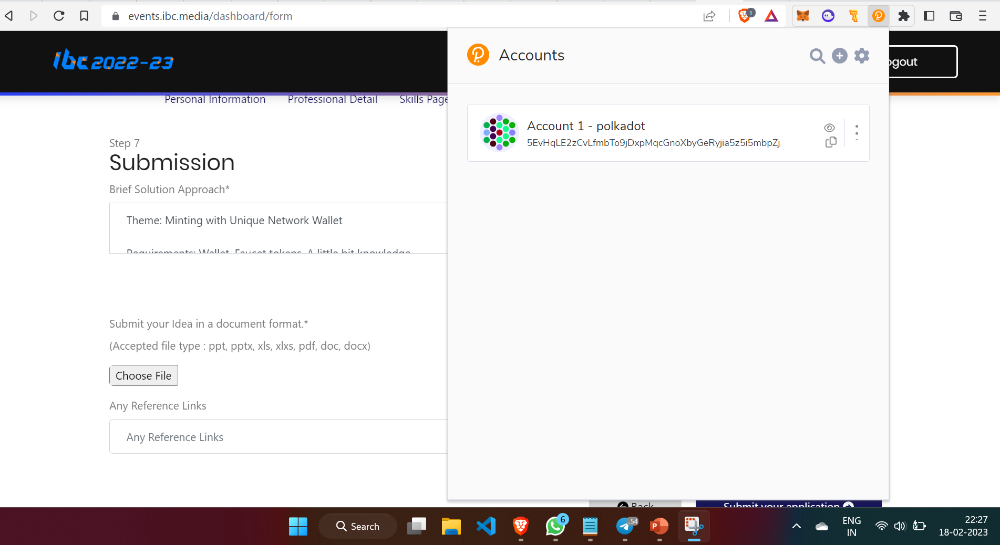 events.ibc.media/dashboard/form
1
ibc 2022-23
ogout
Personal Information
Professional Detail
Skills Page
Accounts
Account 1 - polkadot
5EvHqLE2zCvLfmbTo9jDxpMqcGnoXbyGeRyjia5z5i5mbpZj
Step 7
Submission
Brief Solution Approach*
Theme: Minting with Unique Network Wallet
Requirements: Wallet, Faucet tokens, A little bit knowledge
Submit your Idea in a document format.*
(Accepted file type : ppt, pptx, xls, xlxs, pdf, doc, docx)
Choose File
Any Reference Links
Any Reference Links
Back
Submit your application
Search
6
..54
P
ENG
IN
22:27
18-02-2023